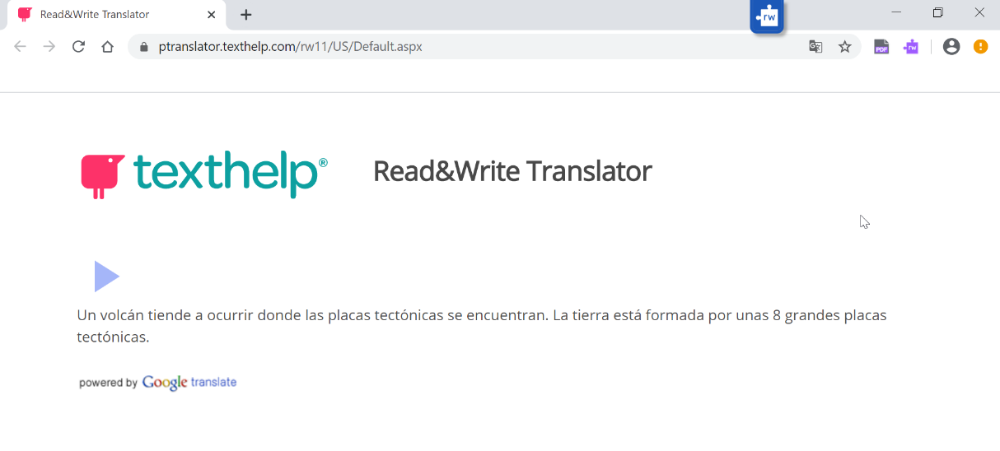 Read&Write Translator
rw
ptranslator.texthelp.com/rw11/US/Default.aspx
PDF
rw
texthelp®
Read&Write Translator
Un volcán tiende a ocurrir donde las placas tectónicas se encuentran. La tierra está formada por unas 8 grandes placas
tectónicas.
powered by Google translate